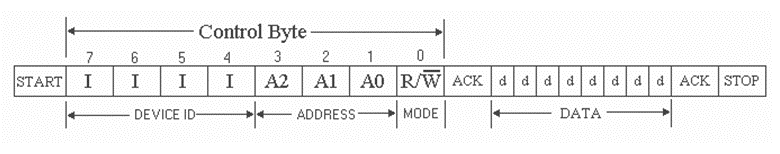 Control Byte
7 6 5 4 3 2 1 0
START I I I I A2 A1 A0 R/W̅ ACK d d d d d d d d ACK STOP
DEVICE ID ADDRESS MODE DATA